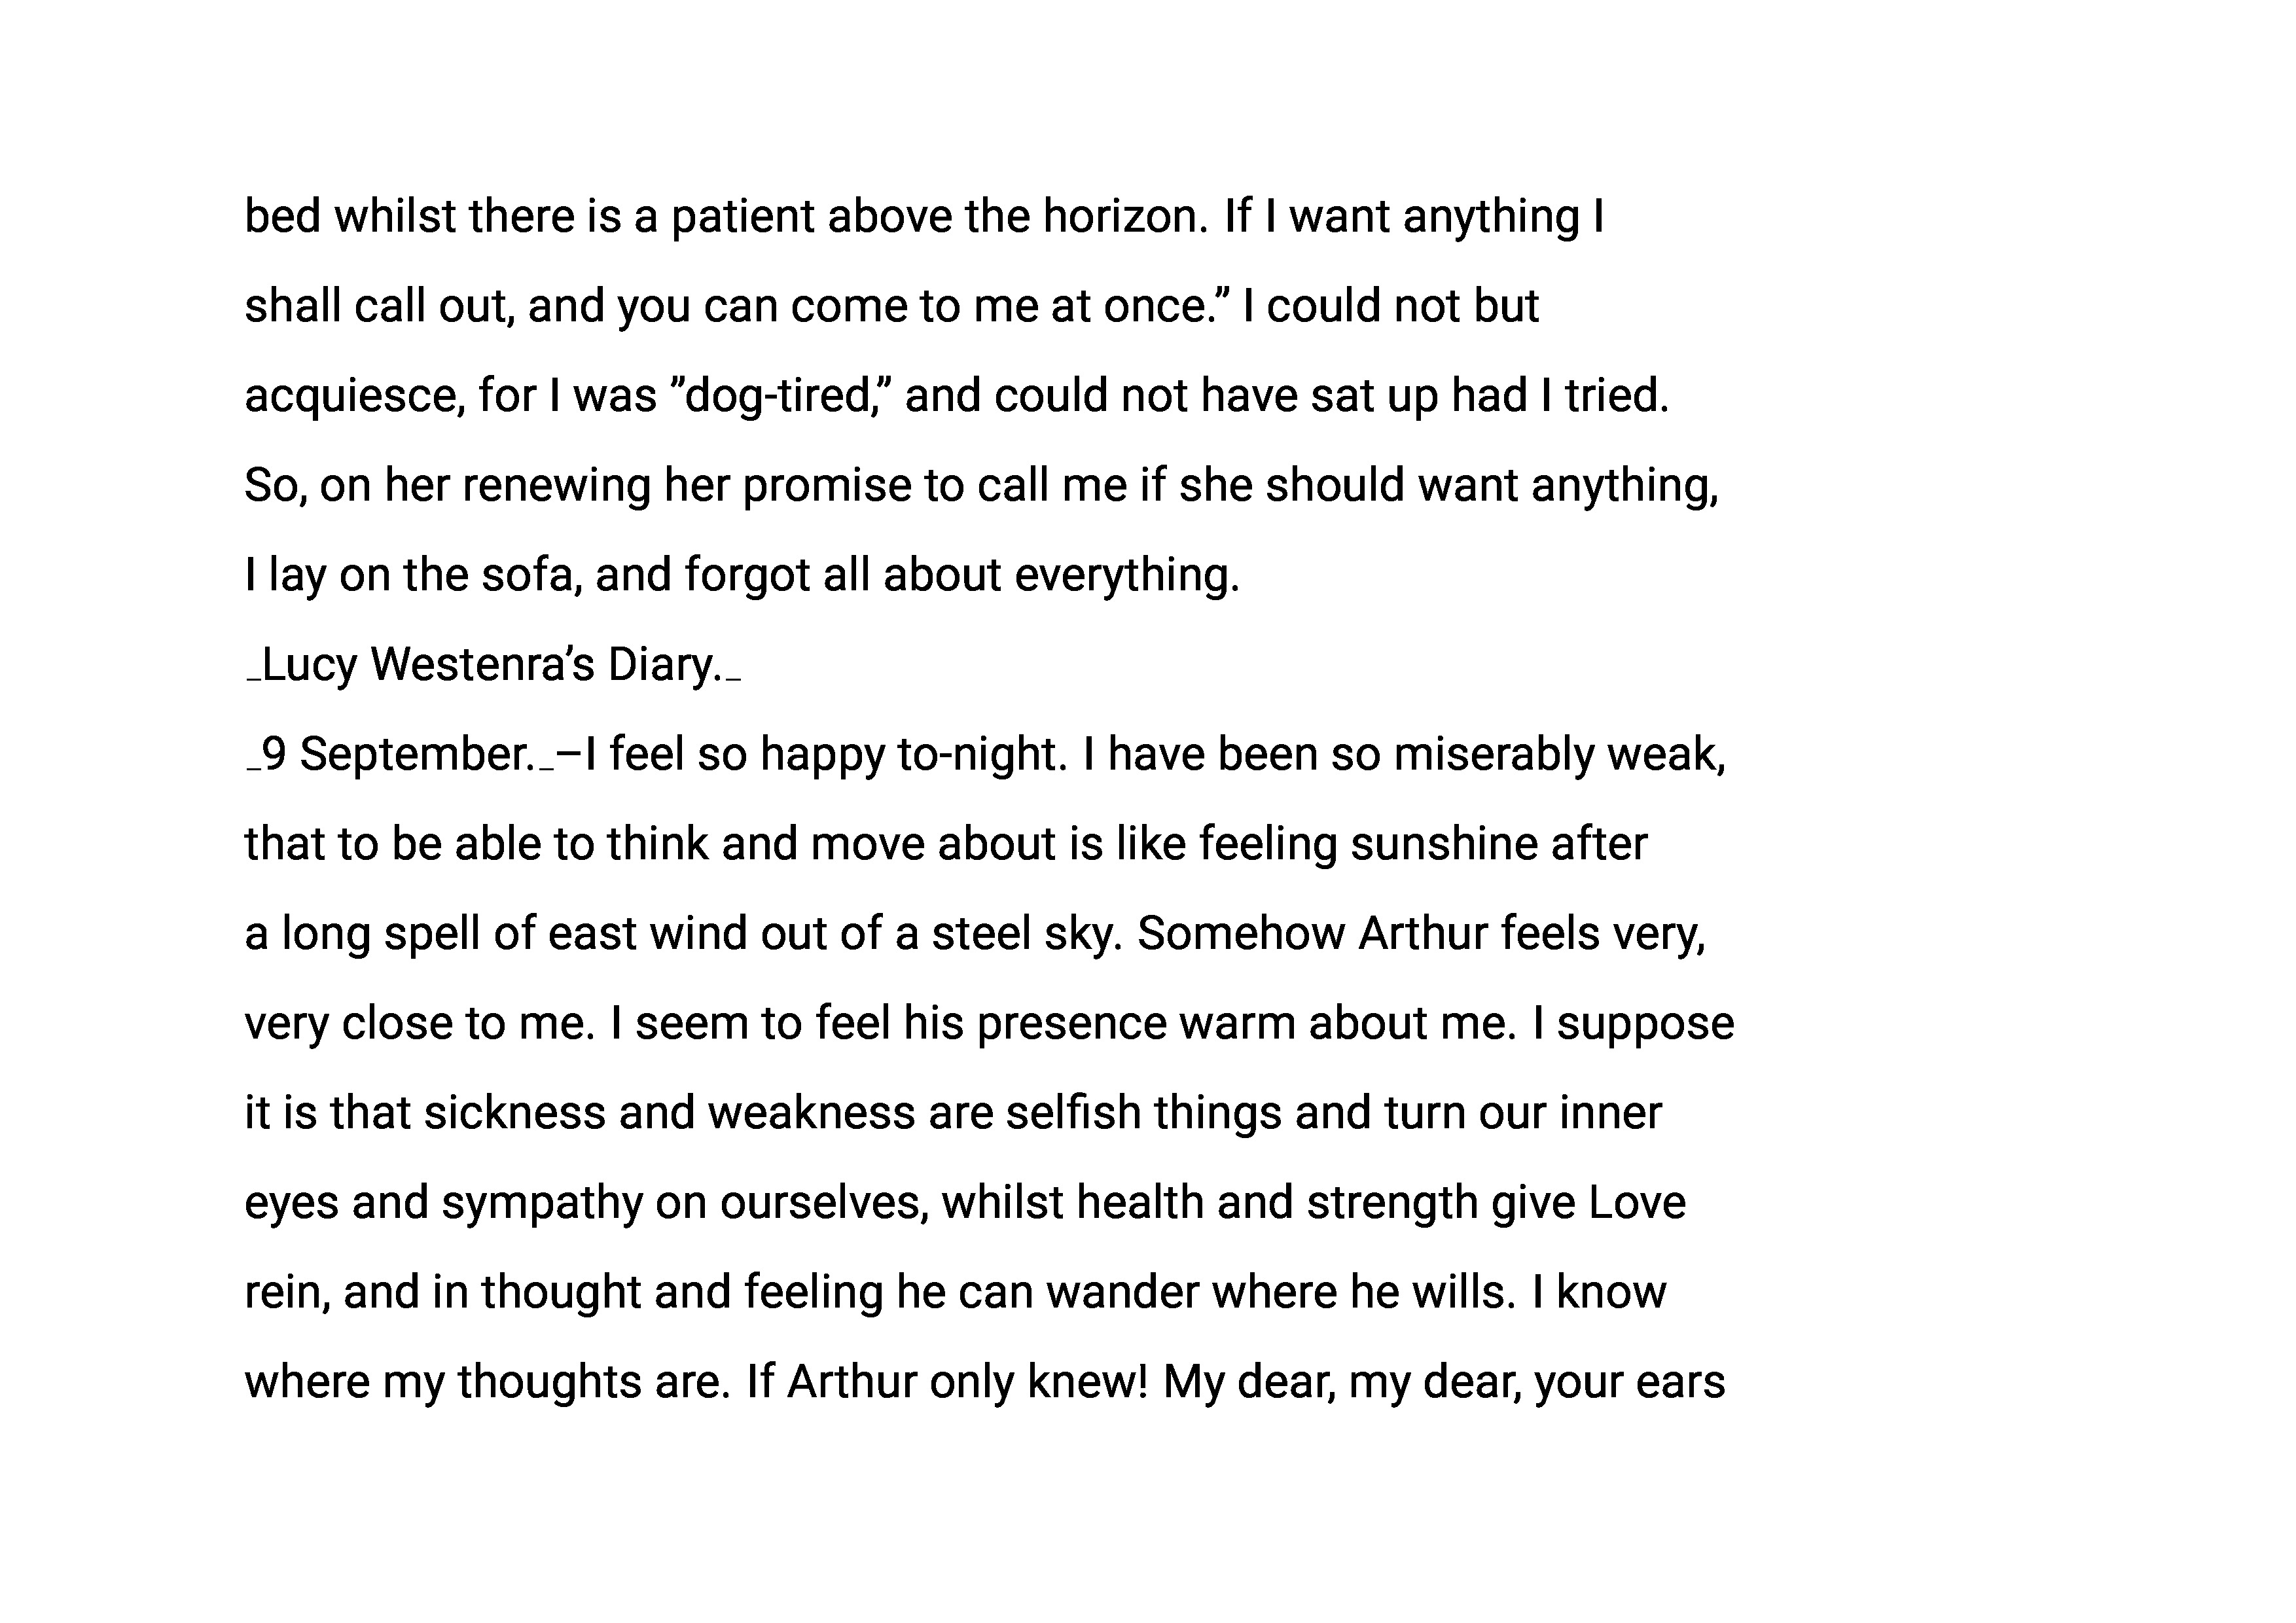 bed whilst there is a patient above the horizon. If I want anything I
shall call out, and you can come to me at once.” I could not but
acquiesce, for I was ”dog-tired,” and could not have sat up had I tried.
So, on her renewing her promise to call me if she should want anything,
I lay on the sofa, and forgot all about everything.
_Lucy Westenra’s Diary._
_9 September._–I feel so happy to-night. I have been so miserably weak,
that to be able to think and move about is like feeling sunshine after
a long spell of east wind out of a steel sky. Somehow Arthur feels very,
very close to me. I seem to feel his presence warm about me. I suppose
it is that sickness and weakness are selfish things and turn our inner
eyes and sympathy on ourselves, whilst health and strength give Love
rein, and in thought and feeling he can wander where he wills. I know
where my thoughts are. If Arthur only knew! My dear, my dear, your ears